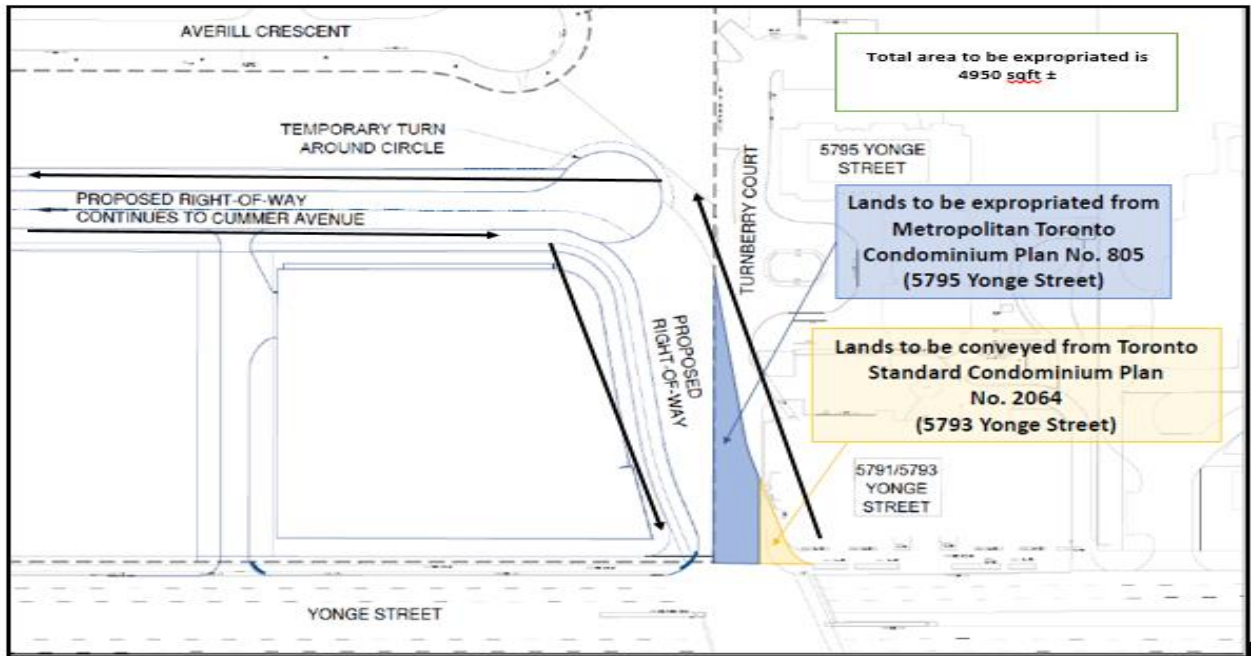 AVERILL CRESCENT
Total area to be expropriated is
4950 sqft ±
TEMPORARY TURN
AROUND CIRCLE
5795 YONGE
STREET
TURNBERRY COURT
PROPOSED RIGHT-OF-WAY
CONTINUES TO CUMMER AVENUE
Lands to be expropriated from
Metropolitan Toronto
Condominium Plan No. 805
(5795 Yonge Street)
PROPOSED
RIGHT-OF-WAY
Lands to be conveyed from Toronto
Standard Condominium Plan
No. 2064
(5793 Yonge Street)
5791/5793
YONGE
STREET
YONGE STREET